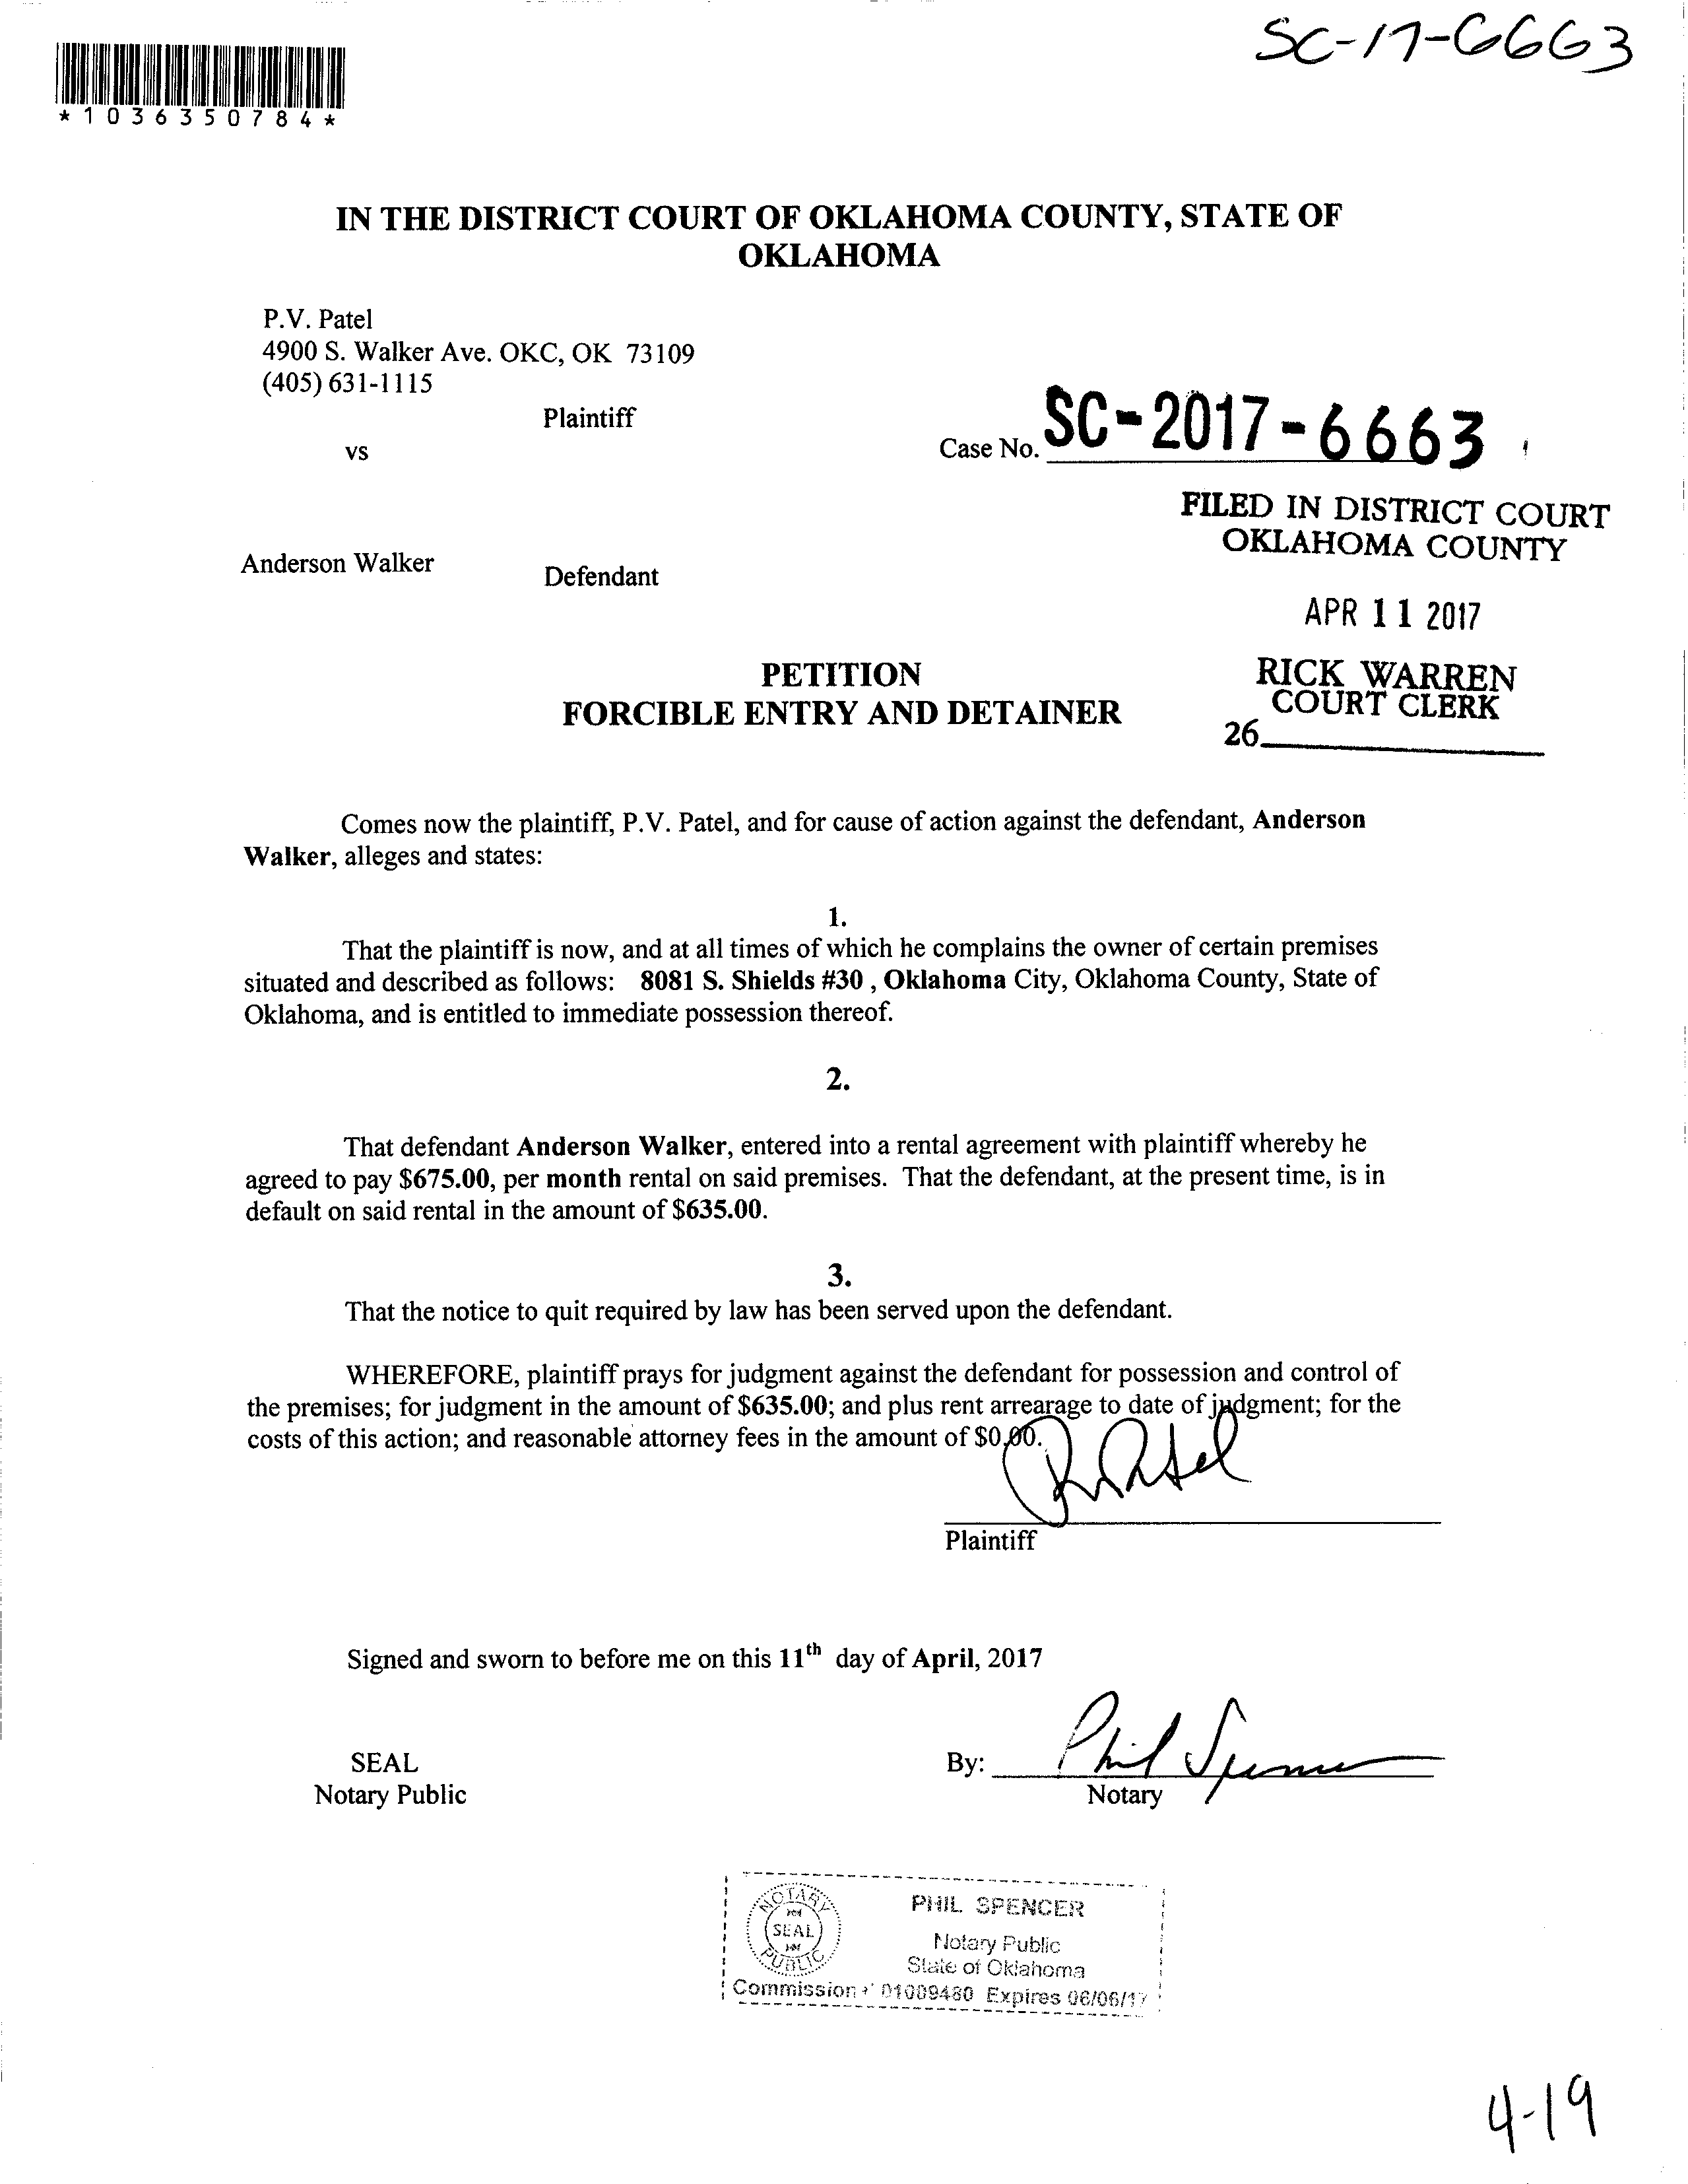 SC-17-6663
*1036350784*
IN THE DISTRICT COURT OF OKLAHOMA COUNTY, STATE OF
OKLAHOMA
P.V. Patel
4900 S. Walker Ave. OKC, OK 73109
(405) 631-1115
Plaintiff
vs
Case No. SC-2017-6663
FILED IN DISTRICT COURT
OKLAHOMA COUNTY
Anderson Walker
Defendant
APR 11 2017
PETITION
FORCIBLE ENTRY AND DETAINER
RICK WARREN
COURT CLERK
26
Comes now the plaintiff, P.V. Patel, and for cause of action against the defendant, Anderson
Walker, alleges and states:
1.
That the plaintiff is now, and at all times of which he complains the owner of certain premises
situated and described as follows: 8081 S. Shields #30 , Oklahoma City, Oklahoma County, State of
Oklahoma, and is entitled to immediate possession thereof.
2.
That defendant Anderson Walker, entered into a rental agreement with plaintiff whereby he
agreed to pay $675.00, per month rental on said premises. That the defendant, at the present time, is in
default on said rental in the amount of $635.00.
3.
That the notice to quit required by law has been served upon the defendant.
WHEREFORE, plaintiff prays for judgment against the defendant for possession and control of
the premises; for judgment in the amount of $635.00; and plus rent arrearage to date of judgment; for the
costs of this action; and reasonable attorney fees in the amount of $0.00.
Plaintiff
Signed and sworn to before me on this 11th day of April, 2017
SEAL
Notary Public
By: Phil Spencer
Notary
NOTARY
SEAL
PUBLIC
PHIL SPENCER
Notary Public
State of Oklahoma
Commission # 01009480 Expires 06/06/17
4-19